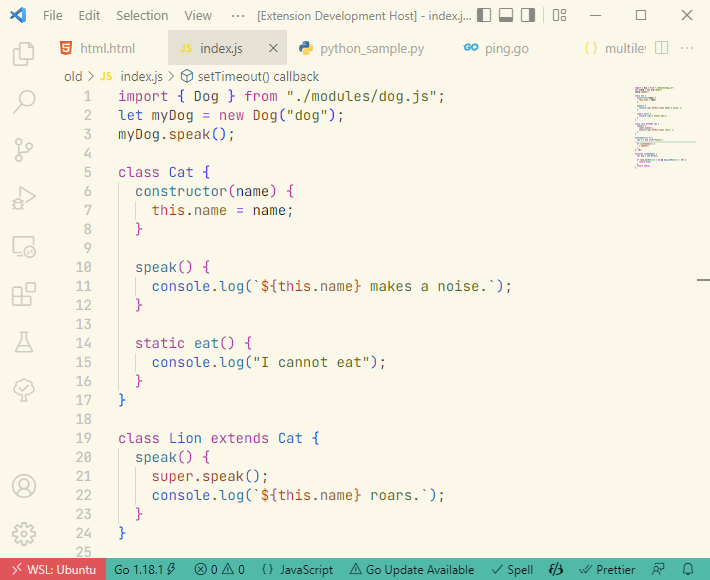 File Edit Selection View ··· [Extension Development Host] - index.j...
html.html JS index.js python_sample.py GO ping.go { } multile ···
old > JS index.js > setTimeout() callback
1 import { Dog } from "./modules/dog.js";
2 let myDog = new Dog("dog");
3 myDog.speak();
4
5 class Cat {
6 constructor(name) {
7 this.name = name;
8 }
9
10 speak() {
11 console.log(`${this.name} makes a noise.`);
12 }
13
14 static eat() {
15 console.log("I cannot eat");
16 }
17 }
18
19 class Lion extends Cat {
20 speak() {
21 super.speak();
22 console.log(`${this.name} roars.`);
23 }
24 }
25
WSL: Ubuntu Go 1.18.1 0 0 { } JavaScript Go Update Available Spell Prettier